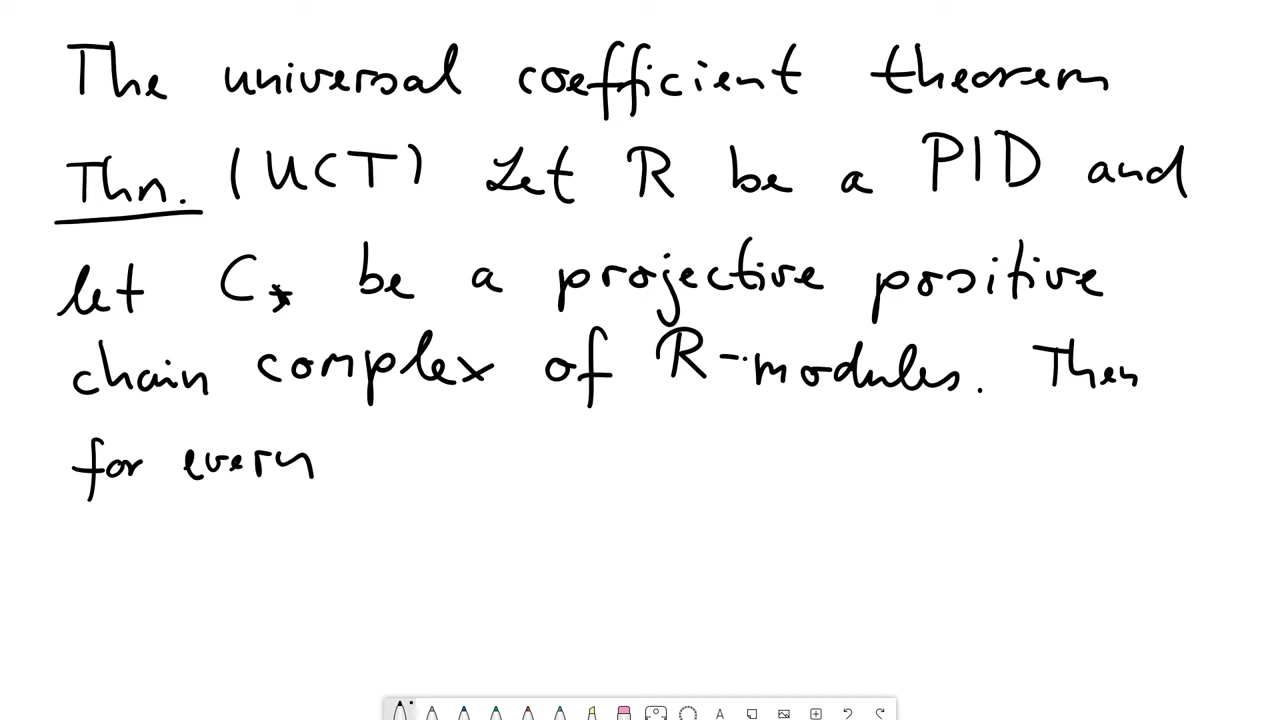 The universal coefficient theorem
Thm. (UCT) Let R be a PID and
let C* be a projective positive
chain complex of R-modules. Then
for every